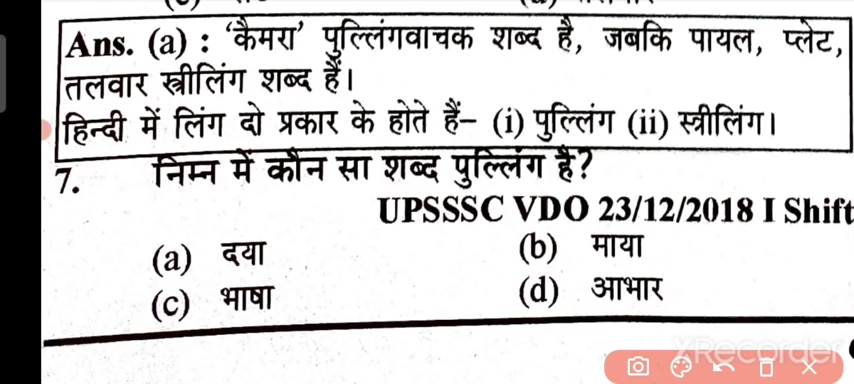 Ans. (a) : 'कैमरा' पुल्लिंगवाचक शब्द है, जबकि पायल, प्लेट,
तलवार स्त्रीलिंग शब्द हैं।
हिन्दी में लिंग दो प्रकार के होते हैं– (i) पुल्लिंग (ii) स्त्रीलिंग।
7. निम्न में कौन सा शब्द पुल्लिंग है?
UPSSSC VDO 23/12/2018 I Shift
(a) दया (b) माया
(c) भाषा (d) आभार
XRecorder